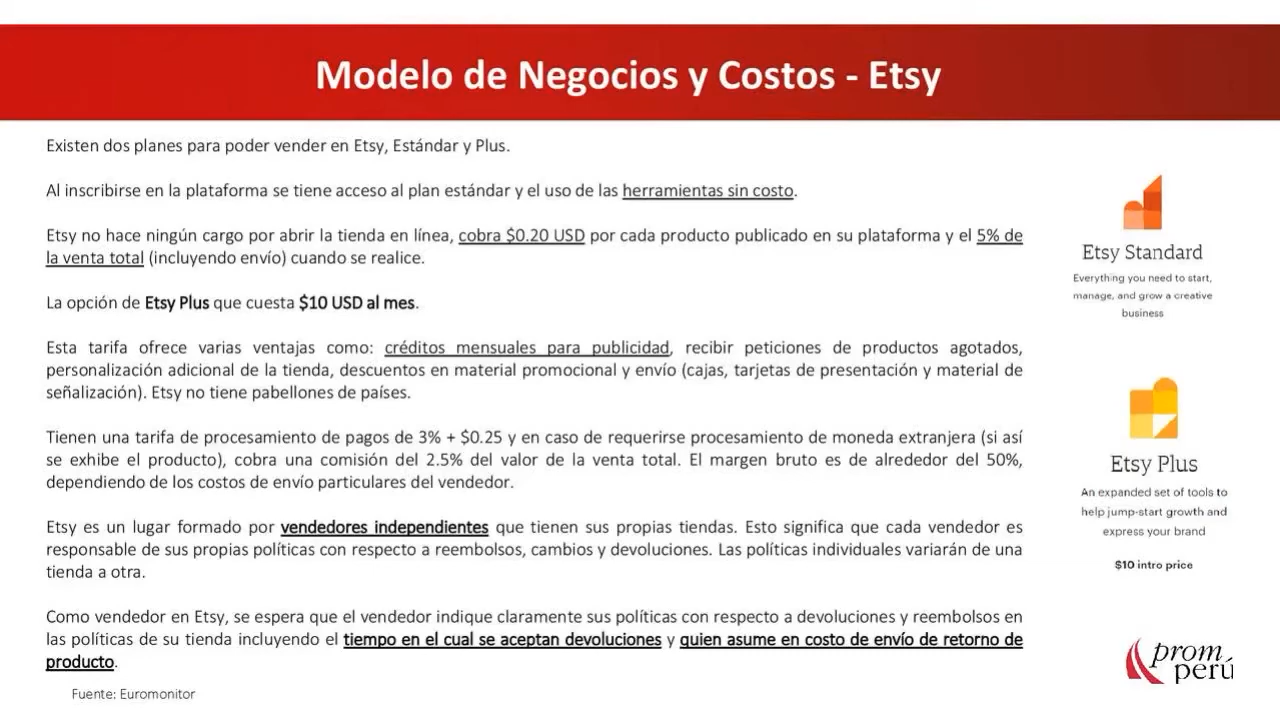 Modelo de Negocios y Costos - Etsy
Existen dos planes para poder vender en Etsy, Estándar y Plus.
Al inscribirse en la plataforma se tiene acceso al plan estándar y el uso de las herramientas sin costo.
Etsy no hace ningún cargo por abrir la tienda en línea, cobra $0.20 USD por cada producto publicado en su plataforma y el 5% de
la venta total (incluyendo envío) cuando se realice.
La opción de Etsy Plus que cuesta $10 USD al mes.
Esta tarifa ofrece varias ventajas como: créditos mensuales para publicidad, recibir peticiones de productos agotados,
personalización adicional de la tienda, descuentos en material promocional y envío (cajas, tarjetas de presentación y material de
señalización). Etsy no tiene pabellones de países.
Tienen una tarifa de procesamiento de pagos de 3% + $0.25 y en caso de requerirse procesamiento de moneda extranjera (si así
se exhibe el producto), cobra una comisión del 2.5% del valor de la venta total. El margen bruto es de alrededor del 50%,
dependiendo de los costos de envío particulares del vendedor.
Etsy es un lugar formado por vendedores independientes que tienen sus propias tiendas. Esto significa que cada vendedor es
responsable de sus propias políticas con respecto a reembolsos, cambios y devoluciones. Las políticas individuales variarán de una
tienda a otra.
Como vendedor en Etsy, se espera que el vendedor indique claramente sus políticas con respecto a devoluciones y reembolsos en
las políticas de su tienda incluyendo el tiempo en el cual se aceptan devoluciones y quien asume en costo de envío de retorno de
producto.
Fuente: Euromonitor
Etsy Standard
Everything you need to start,
manage, and grow a creative
business
Etsy Plus
An expanded set of tools to
help jump-start growth and
express your brand
$10 intro price
prom
perú